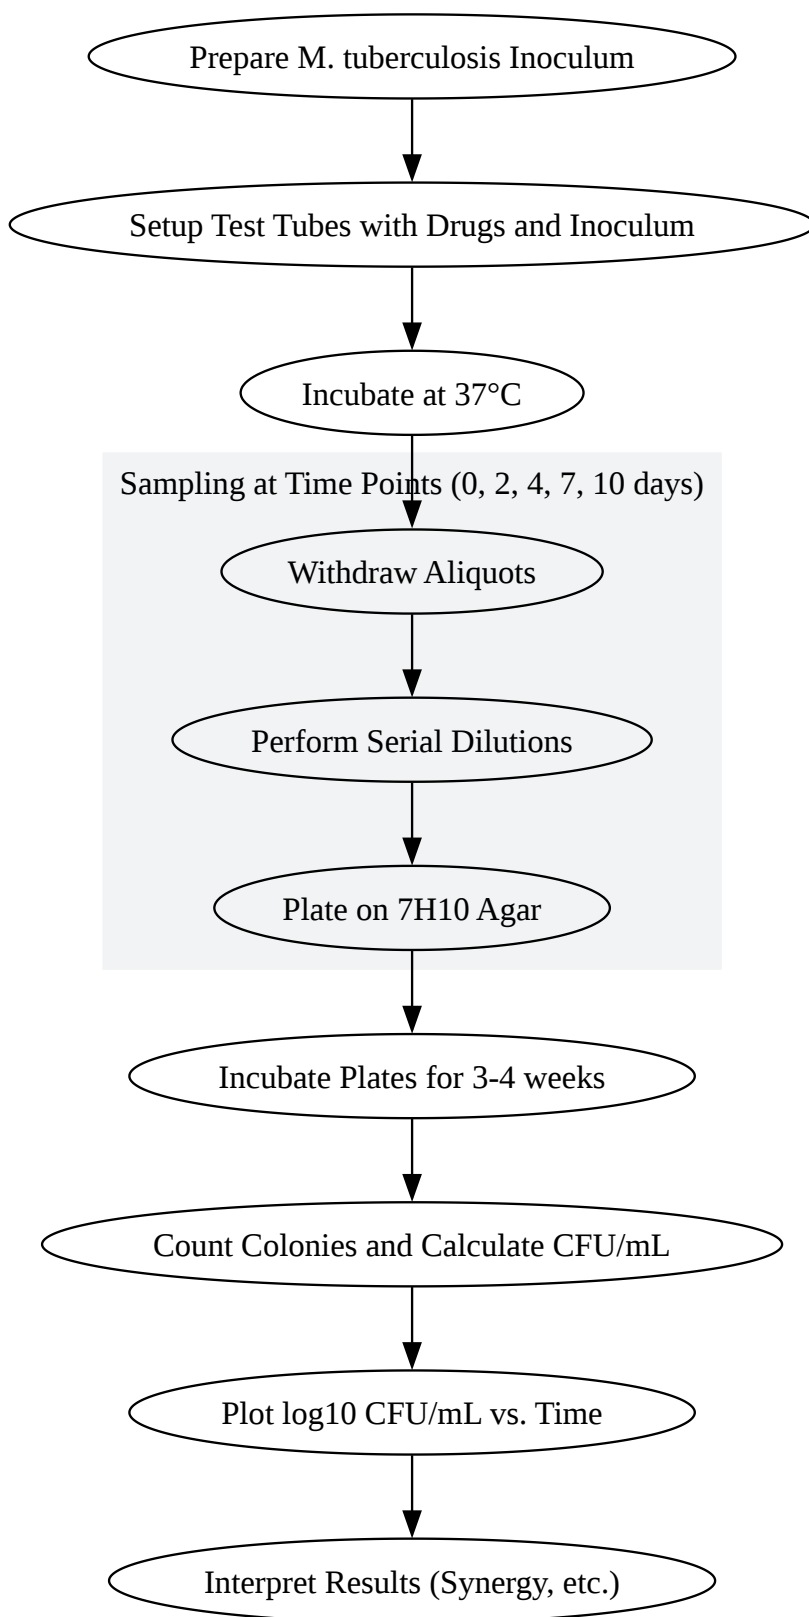 Prepare M. tuberculosis Inoculum
Setup Test Tubes with Drugs and Inoculum
Incubate at 37°C
Sampling at Time Points (0, 2, 4, 7, 10 days)
Withdraw Aliquots
Perform Serial Dilutions
Plate on 7H10 Agar
Incubate Plates for 3-4 weeks
Count Colonies and Calculate CFU/mL
Plot log10 CFU/mL vs. Time
Interpret Results (Synergy, etc.)